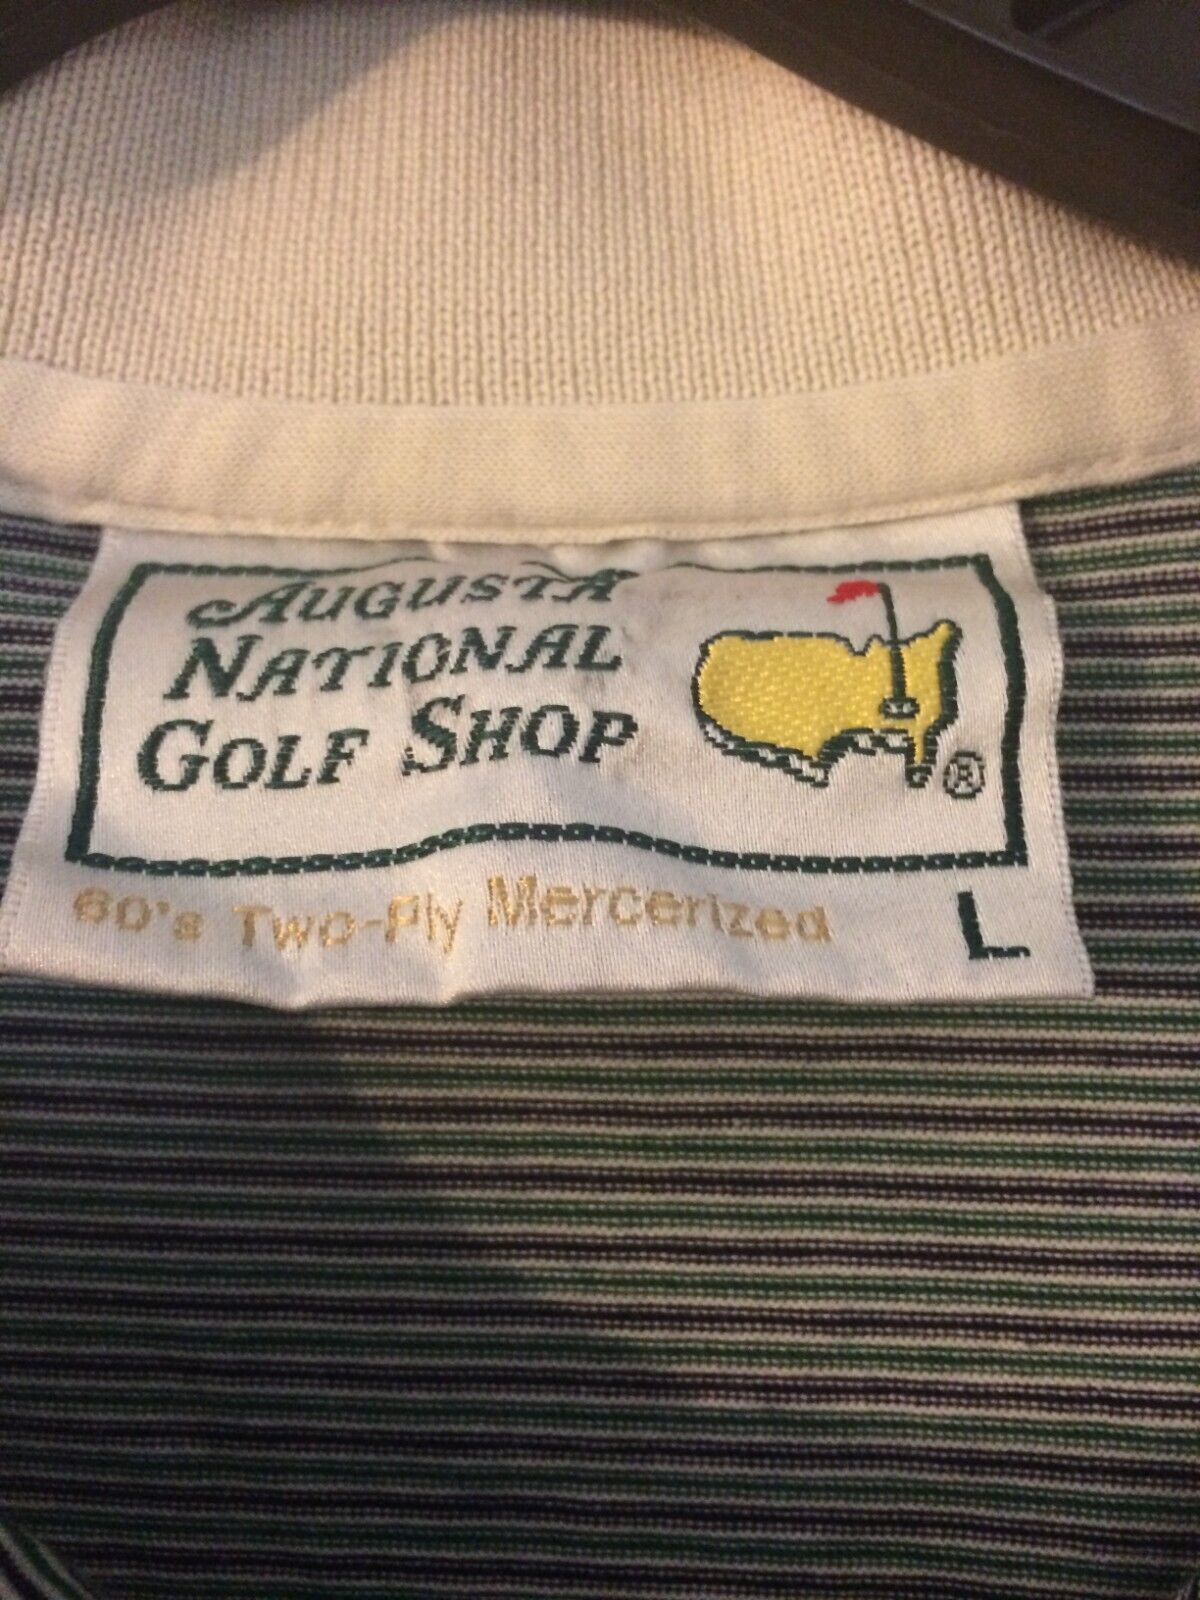 AUGUSTA
NATIONAL
GOLF SHOP
®
60's Two-Ply Mercerized
L